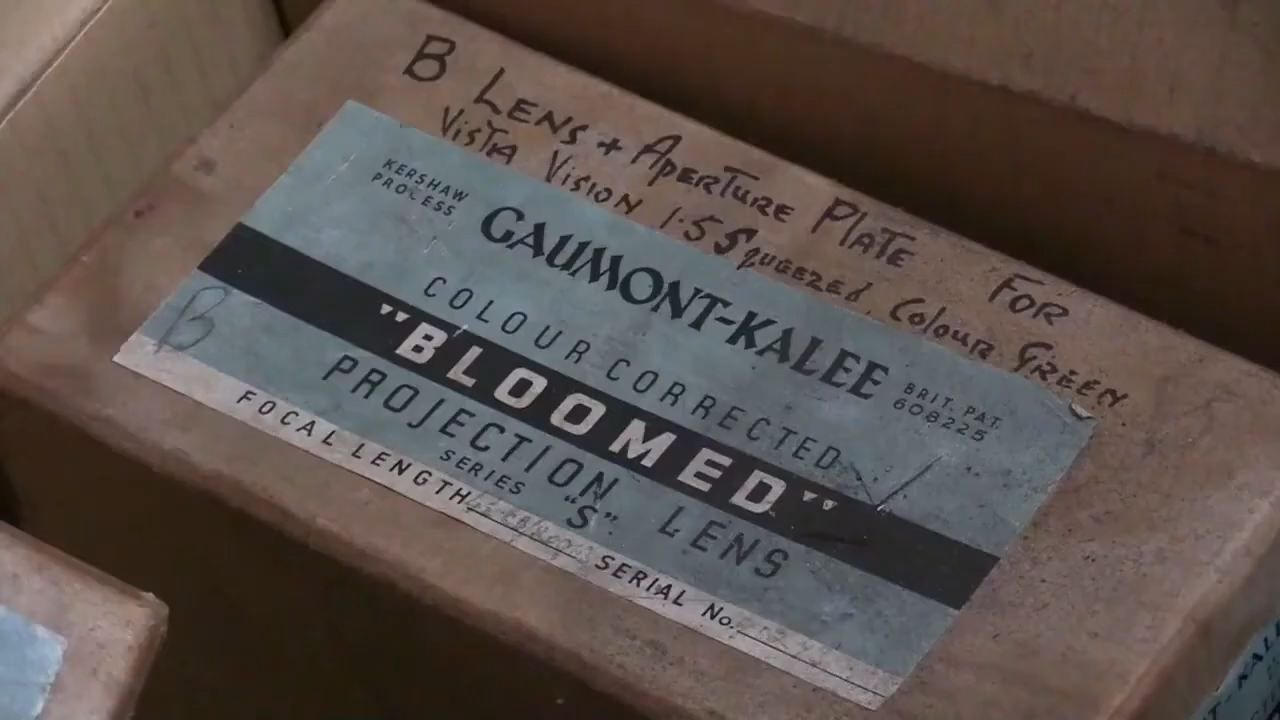 B LENS + APERTURE PLATE FOR
VISTA VISION 1·5 SQUEEZED, COLOUR GREEN
KERSHAW
PROCESS
GAUMONT-KALEE
BRIT. PAT.
608225
COLOUR CORRECTED
"BLOOMED"
B
PROJECTION LENS
SERIES "S"
FOCAL LENGTH
SERIAL No.